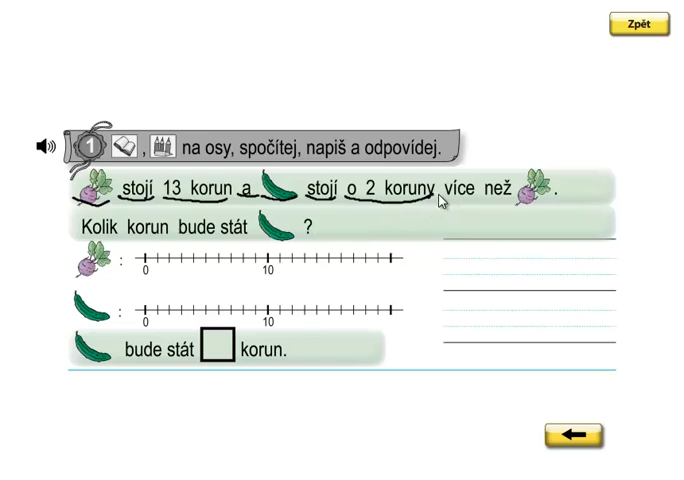 Zpět
1 , na osy, spočítej, napiš a odpovídej.
stojí 13 korun a stojí o 2 koruny více než .
Kolik korun bude stát ?
:
0 10
:
0 10
bude stát korun.